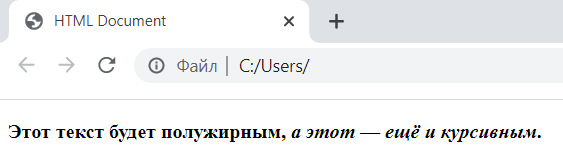 HTML Document
Файл | C:/Users/
Этот текст будет полужирным, а этот — ещё и курсивным.